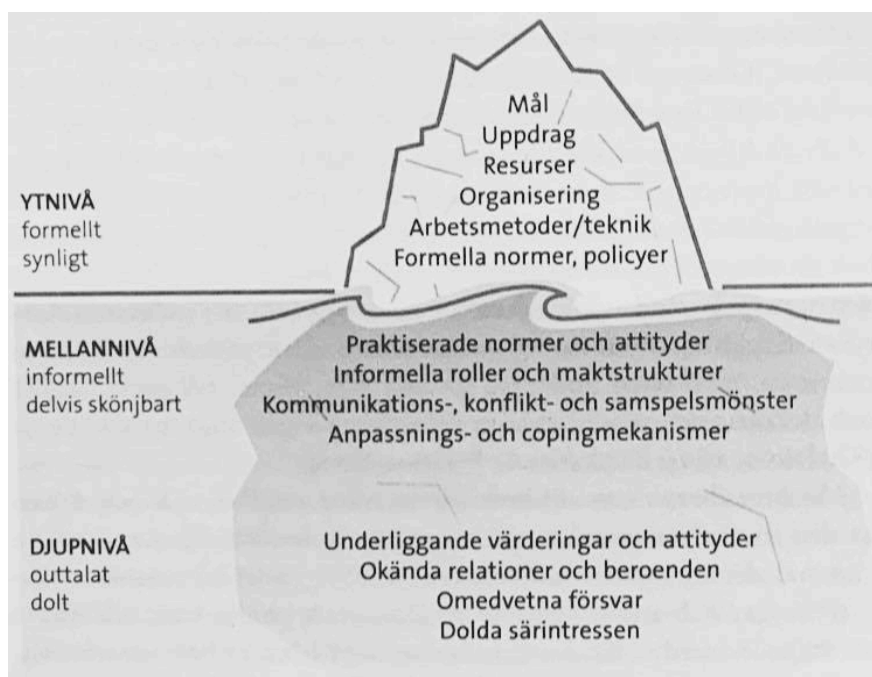 Mål
Uppdrag
Resurser
Organisering
Arbetsmetoder/teknik
Formella normer, policyer
YTNIVÅ
formellt
synligt
Praktiserade normer och attityder
Informella roller och maktstrukturer
Kommunikations-, konflikt- och samspelsmönster
Anpassnings- och copingmekanismer
MELLANNIVÅ
informellt
delvis skönjbart
Underliggande värderingar och attityder
Okända relationer och beroenden
Omedvetna försvar
Dolda särintressen
DJUPNIVÅ
outtalat
dolt